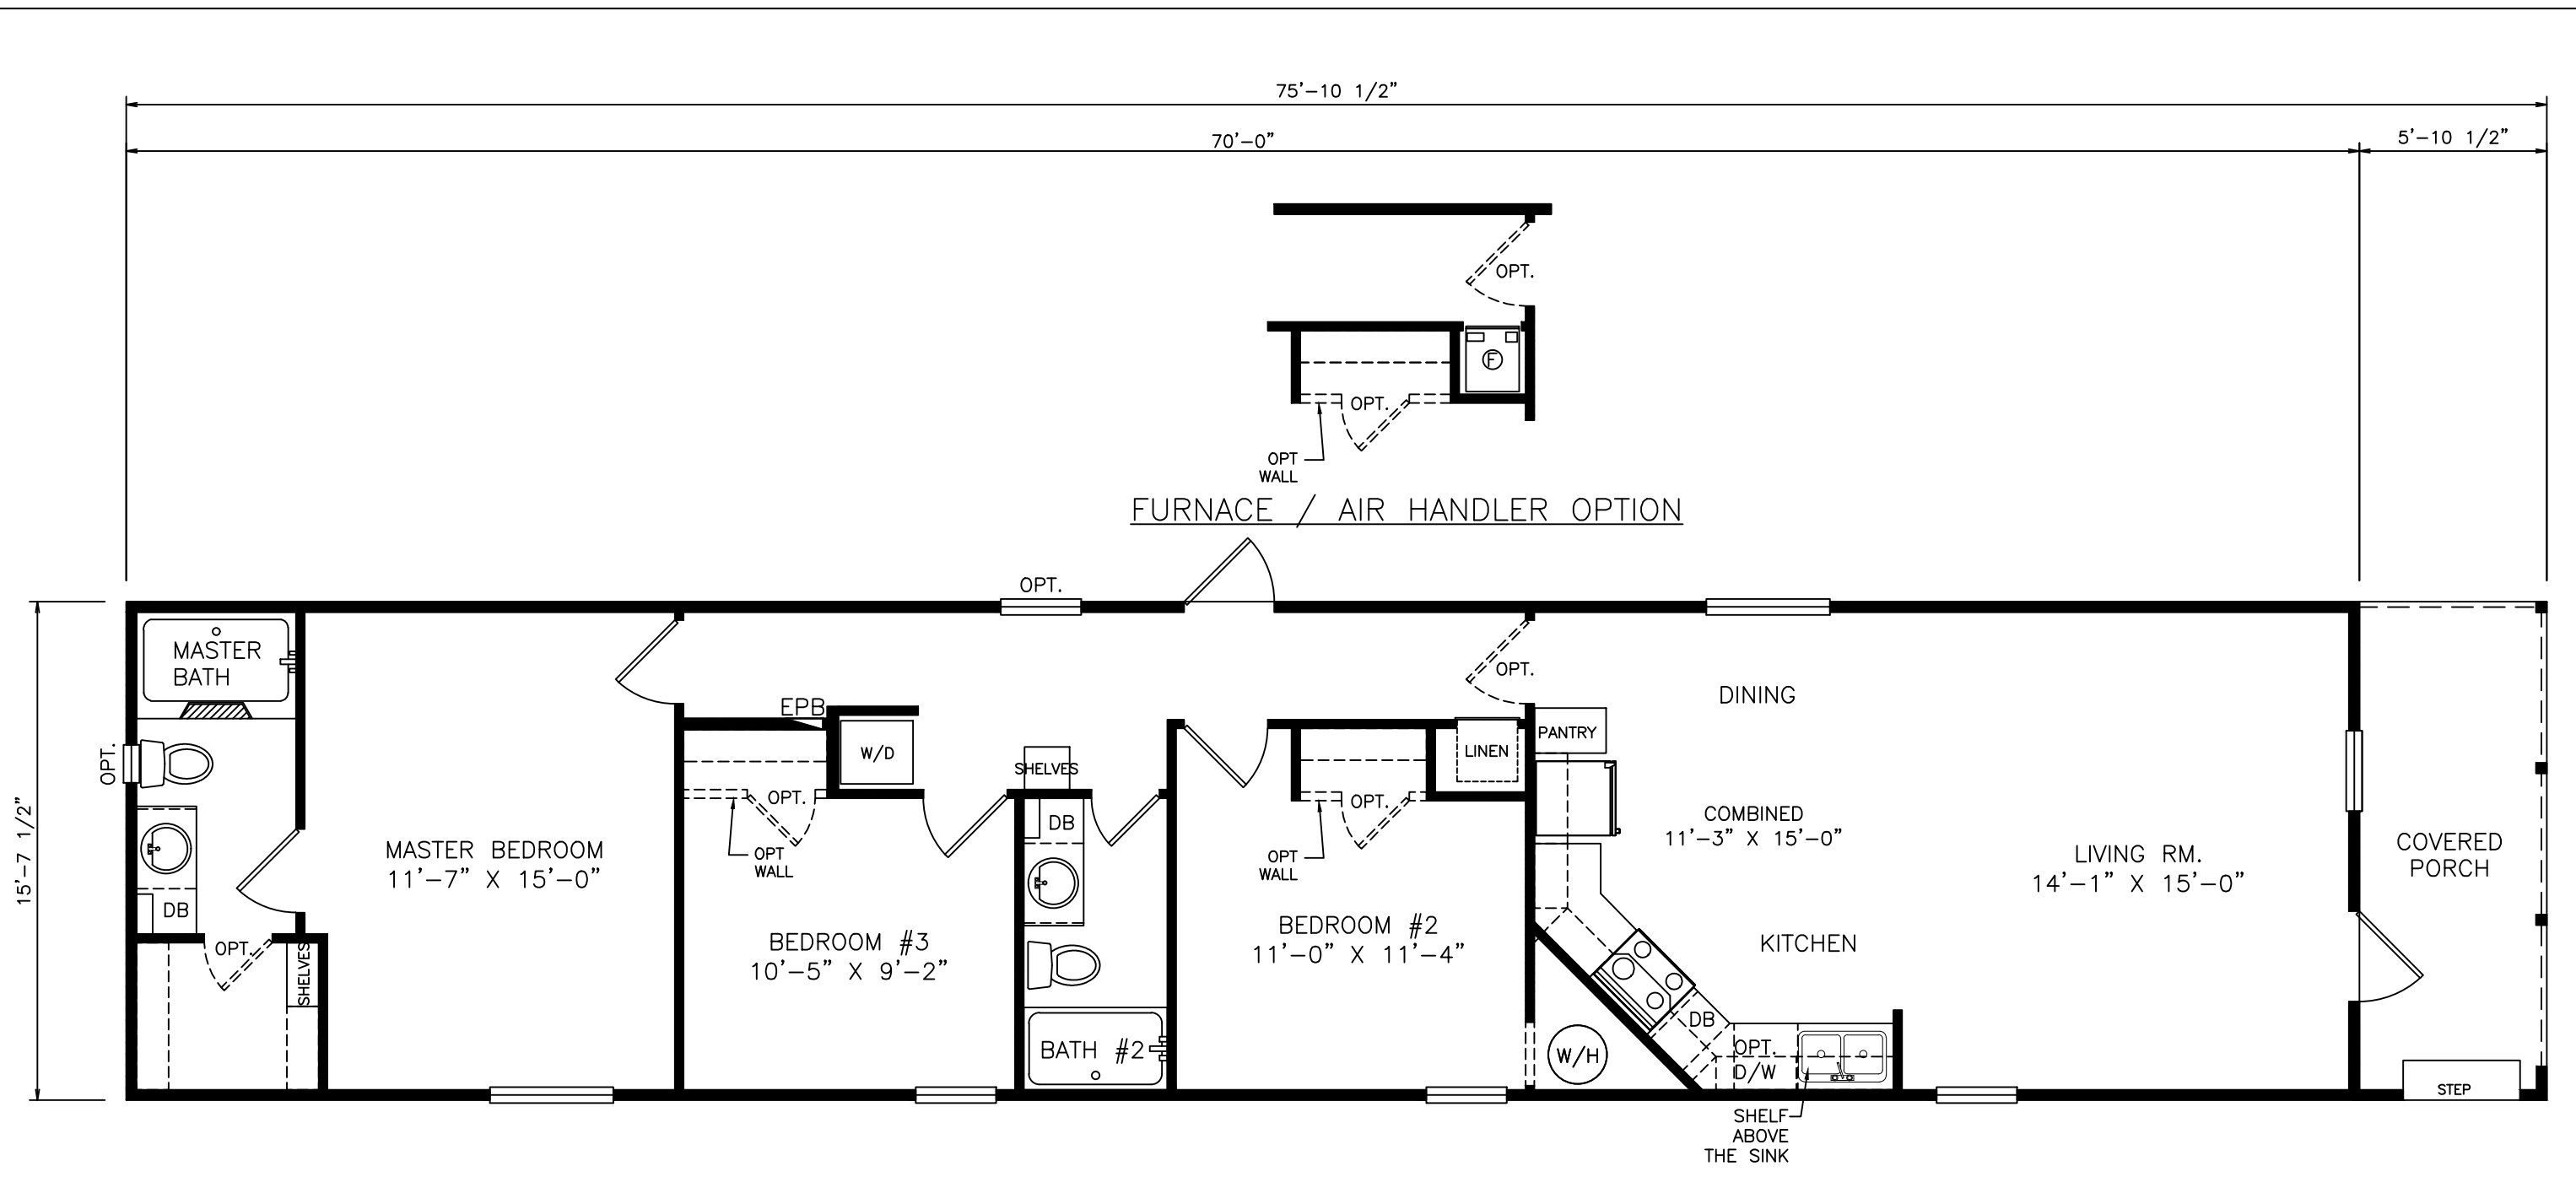 75'-10 1/2"
70'-0"
5'-10 1/2"
OPT.
F
OPT.
OPT
WALL
FURNACE / AIR HANDLER OPTION
OPT.
15'-7 1/2"
MASTER
BATH
OPT.
DB
OPT.
SHELVES
MASTER BEDROOM
11'-7" X 15'-0"
EPB
W/D
OPT.
OPT
WALL
BEDROOM #3
10'-5" X 9'-2"
SHELVES
DB
BATH #2
OPT.
LINEN
OPT.
OPT
WALL
BEDROOM #2
11'-0" X 11'-4"
PANTRY
DINING
COMBINED
11'-3" X 15'-0"
KITCHEN
W/H
DB
OPT.
D/W
SHELF
ABOVE
THE SINK
LIVING RM.
14'-1" X 15'-0"
COVERED
PORCH
STEP